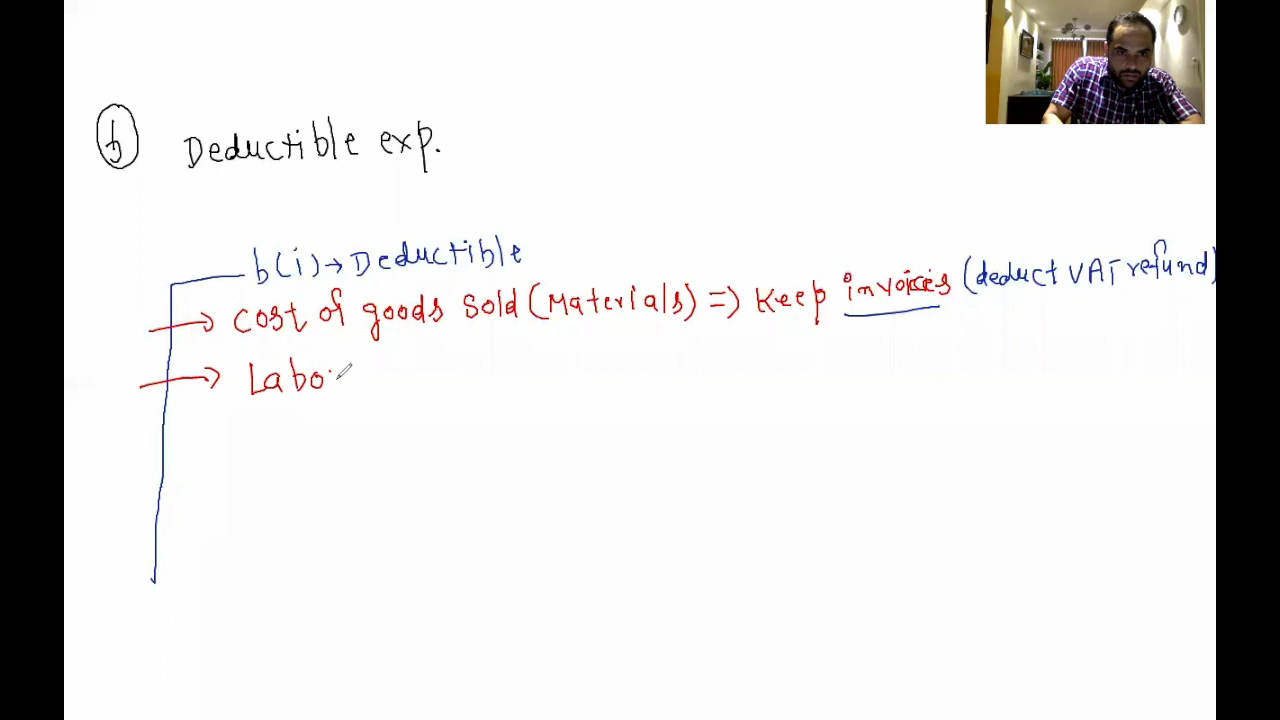 b Deductible exp.
b(i) → Deductible
→ Cost of goods sold (Materials) => Keep invoices (deduct VAT refund)
→ Labo